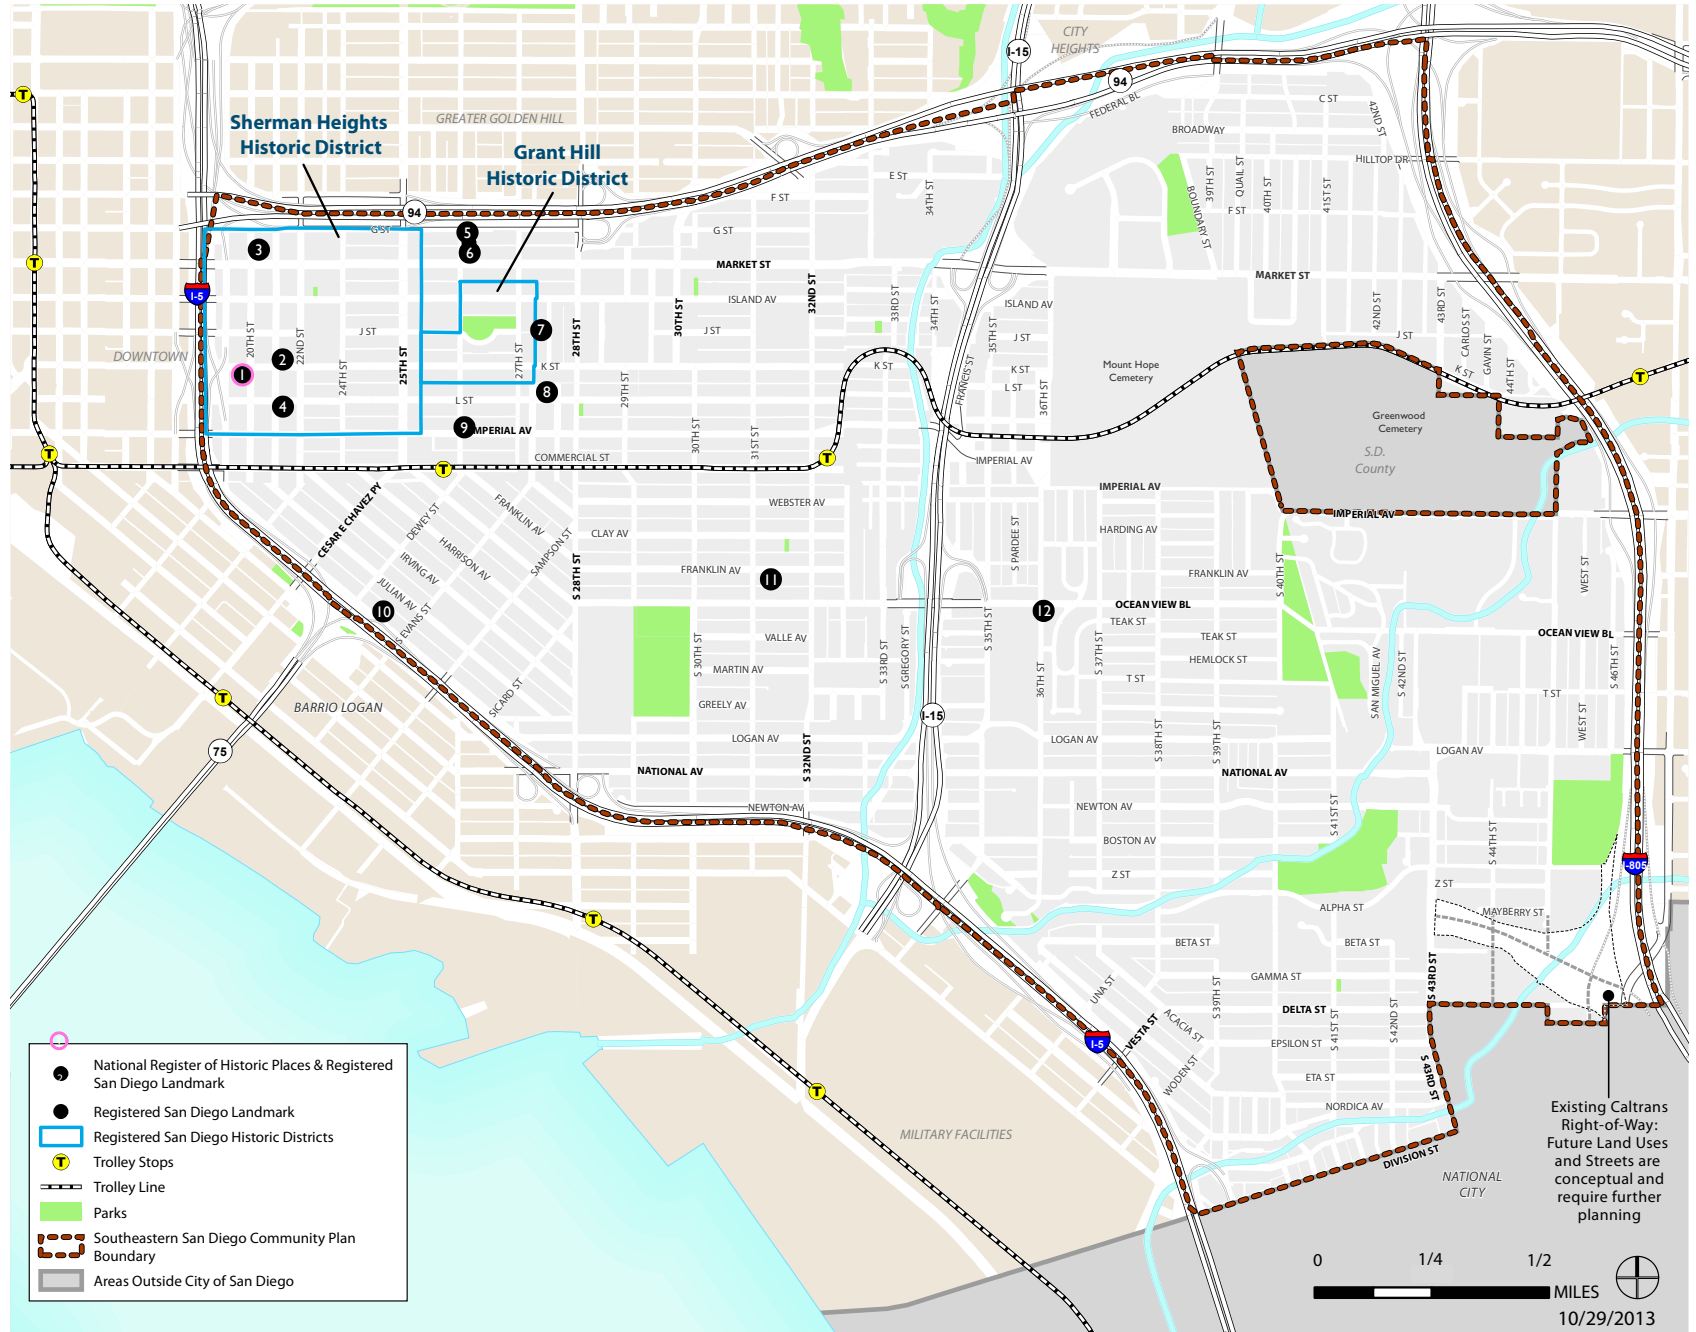 CITY
HEIGHTS
I-15
94
FEDERAL BL
C ST
42ND ST
BROADWAY
HILLTOP DR
GREATER GOLDEN HILL
Sherman Heights
Historic District
Grant Hill
Historic District
E ST
34TH ST
F ST
BOUNDARY ST
39TH ST
QUAIL ST
40TH ST
41ST ST
F ST
94
G ST
5
6
3
G ST
MARKET ST
32ND ST
MARKET ST
I-5
ISLAND AV
33RD ST
34TH ST
ISLAND AV
30TH ST
42ND ST
43RD ST
CARLOS ST
GAVIN ST
44TH ST
DOWNTOWN
20TH ST
22ND ST
J ST
24TH ST
25TH ST
7
27TH ST
28TH ST
J ST
35TH ST
J ST
J ST
2
1
4
K ST
8
29TH ST
K ST
FRANCIS ST
K ST
L ST
36TH ST
K ST
Mount Hope
Cemetery
L ST
9
IMPERIAL AV
30TH ST
31ST ST
Greenwood
Cemetery
S.D.
County
COMMERCIAL ST
IMPERIAL AV
IMPERIAL AV
IMPERIAL AV
CESAR E CHAVEZ PY
DEWEY ST
FRANKLIN AV
WEBSTER AV
CLAY AV
HARRISON AV
SAMPSON ST
IRVING AV
JULIAN AV
S EVANS ST
S 28TH ST
S PARDEE ST
HARDING AV
FRANKLIN AV
11
FRANKLIN AV
S 40TH ST
WEST ST
10
12
OCEAN VIEW BL
TEAK ST
TEAK ST
HEMLOCK ST
OCEAN VIEW BL
VALLE AV
S 30TH ST
MARTIN AV
S 33RD ST
S GREGORY ST
S 35TH ST
36TH ST
S 37TH ST
T ST
SAN MIGUEL AV
S 42ND ST
S 46TH ST
T ST
SICARD ST
BARRIO LOGAN
GREELY AV
I-15
LOGAN AV
S 32ND ST
LOGAN AV
S 38TH ST
S 39TH ST
WEST ST
LOGAN AV
75
NATIONAL AV
NATIONAL AV
NEWTON AV
NEWTON AV
S 41ST ST
BOSTON AV
S 44TH ST
I-805
Z ST
Z ST
ALPHA ST
MAYBERRY ST
BETA ST
BETA ST
S 43RD ST
GAMMA ST
UNA ST
S 39TH ST
DELTA ST
ACACIA ST
S 41ST ST
S 42ND ST
VESTA ST
I-5
EPSILON ST
WODEN ST
ETA ST
S 43RD ST
NORDICA AV
DIVISION ST
MILITARY FACILITIES
NATIONAL
CITY
Existing Caltrans
Right-of-Way:
Future Land Uses
and Streets are
conceptual and
require further
planning
T
T
T
T
T
T
T
T
T
2
National Register of Historic Places & Registered
San Diego Landmark
Registered San Diego Landmark
Registered San Diego Historic Districts
T Trolley Stops
Trolley Line
Parks
Southeastern San Diego Community Plan
Boundary
Areas Outside City of San Diego
0 1/4 1/2
MILES
10/29/2013